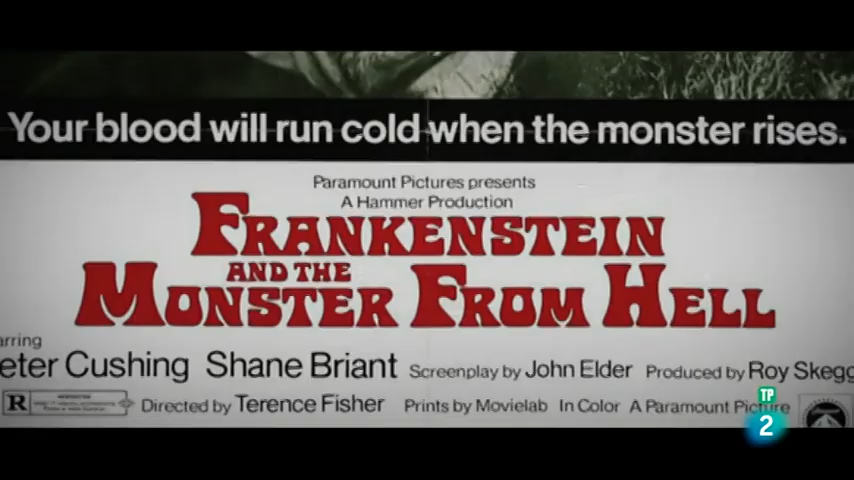 Your blood will run cold when the monster rises.
Paramount Pictures presents
A Hammer Production
FRANKENSTEIN
AND THE
MONSTER FROM HELL
arring
eter Cushing Shane Briant Screenplay by John Elder Produced by Roy Skegg
R Directed by Terence Fisher Prints by Movielab In Color A Paramount Picture
TP
2